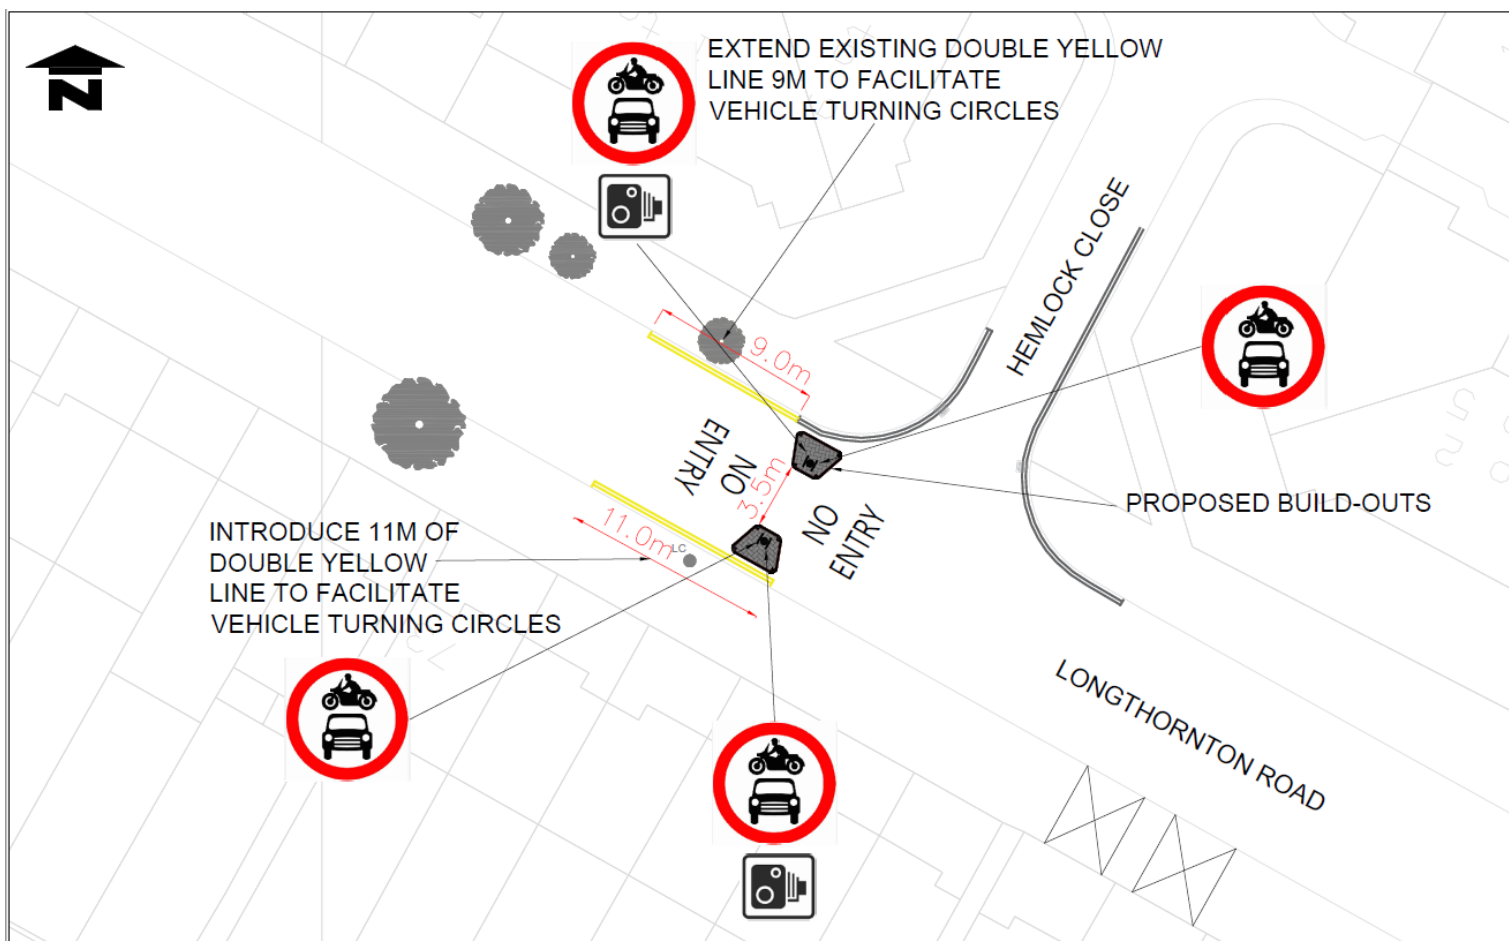 N
EXTEND EXISTING DOUBLE YELLOW
LINE 9M TO FACILITATE
VEHICLE TURNING CIRCLES
HEMLOCK CLOSE
9.0m
NO
ENTRY
3.5m
NO
ENTRY
PROPOSED BUILD-OUTS
11.0m
LC
INTRODUCE 11M OF
DOUBLE YELLOW
LINE TO FACILITATE
VEHICLE TURNING CIRCLES
LONGTHORNTON ROAD